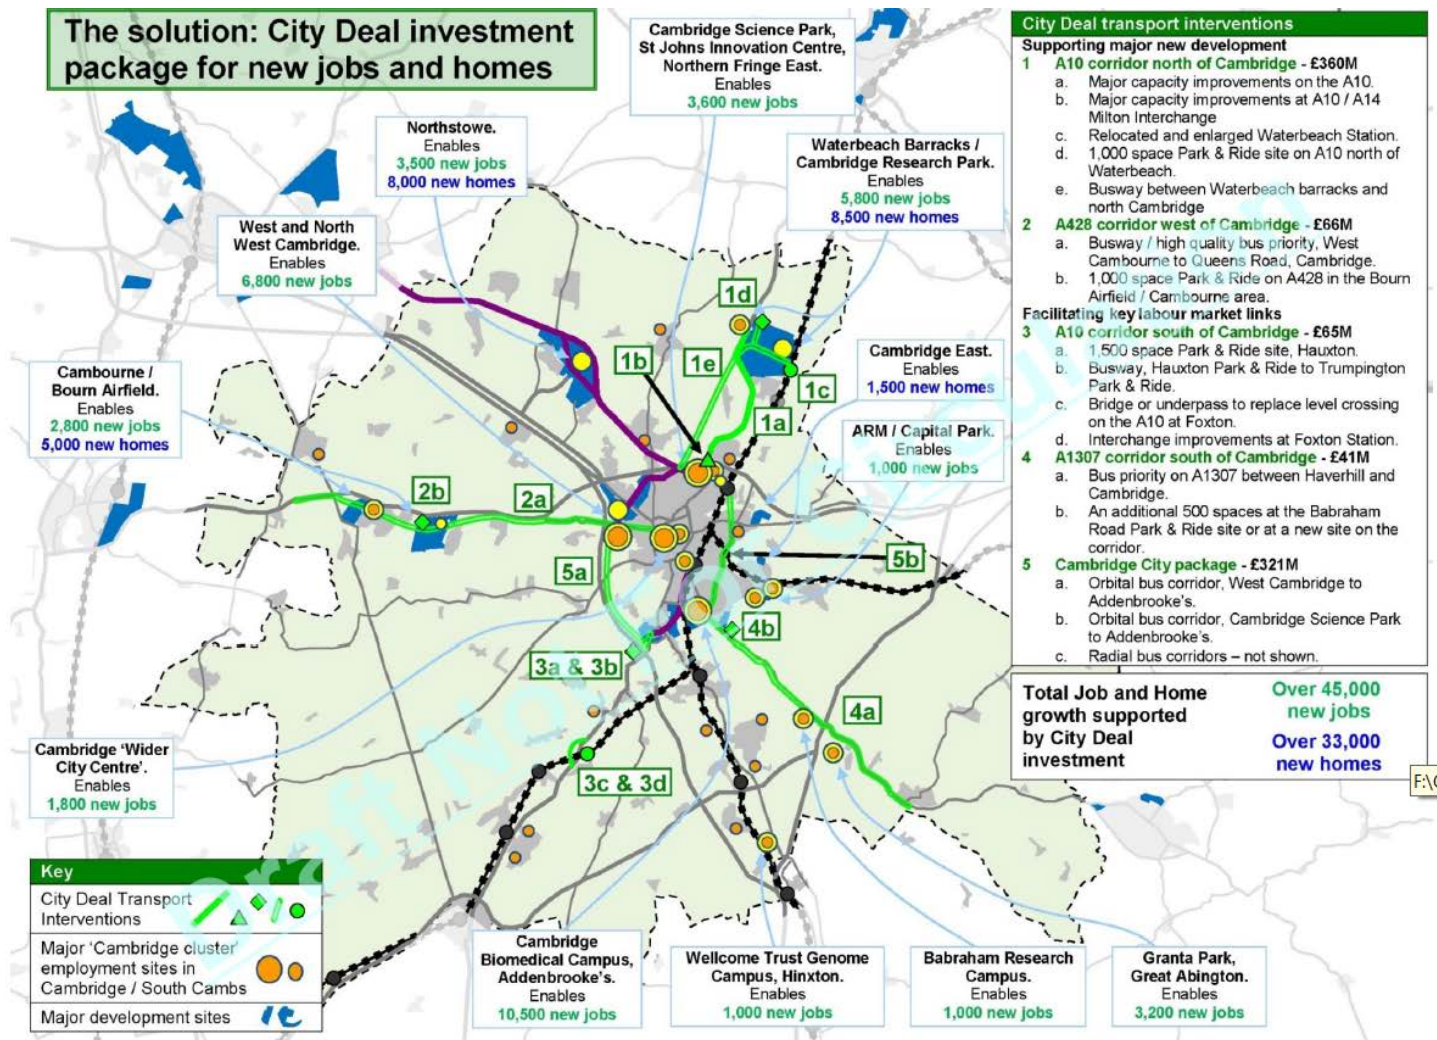 The solution: City Deal investment
package for new jobs and homes
Cambridge Science Park,
St Johns Innovation Centre,
Northern Fringe East.
Enables
3,600 new jobs
Northstowe.
Enables
3,500 new jobs
8,000 new homes
Waterbeach Barracks /
Cambridge Research Park.
Enables
5,800 new jobs
8,500 new homes
West and North
West Cambridge.
Enables
6,800 new jobs
Cambourne /
Bourn Airfield.
Enables
2,800 new jobs
5,000 new homes
Cambridge East.
Enables
1,500 new homes
ARM / Capital Park.
Enables
1,000 new jobs
1d
1b
1e
1c
1a
2b
2a
5a
5b
4b
3a & 3b
4a
3c & 3d
Cambridge 'Wider
City Centre'.
Enables
1,800 new jobs
Cambridge
Biomedical Campus,
Addenbrooke's.
Enables
10,500 new jobs
Wellcome Trust Genome
Campus, Hinxton.
Enables
1,000 new jobs
Babraham Research
Campus.
Enables
1,000 new jobs
Granta Park,
Great Abington.
Enables
3,200 new jobs
Key
City Deal Transport
Interventions
Major 'Cambridge cluster'
employment sites in
Cambridge / South Cambs
Major development sites
City Deal transport interventions
Supporting major new development
1 A10 corridor north of Cambridge - £360M
a. Major capacity improvements on the A10.
b. Major capacity improvements at A10 / A14
Milton Interchange
c. Relocated and enlarged Waterbeach Station.
d. 1,000 space Park & Ride site on A10 north of
Waterbeach.
e. Busway between Waterbeach barracks and
north Cambridge
2 A428 corridor west of Cambridge - £66M
a. Busway / high quality bus priority, West
Cambourne to Queens Road, Cambridge.
b. 1,000 space Park & Ride on A428 in the Bourn
Airfield / Cambourne area.
Facilitating key labour market links
3 A10 corridor south of Cambridge - £65M
a. 1,500 space Park & Ride site, Hauxton.
b. Busway, Hauxton Park & Ride to Trumpington
Park & Ride.
c. Bridge or underpass to replace level crossing
on the A10 at Foxton.
d. Interchange improvements at Foxton Station.
4 A1307 corridor south of Cambridge - £41M
a. Bus priority on A1307 between Haverhill and
Cambridge.
b. An additional 500 spaces at the Babraham
Road Park & Ride site or at a new site on the
corridor.
5 Cambridge City package - £321M
a. Orbital bus corridor, West Cambridge to
Addenbrooke's.
b. Orbital bus corridor, Cambridge Science Park
to Addenbrooke's.
c. Radial bus corridors – not shown.
Total Job and Home
growth supported
by City Deal
investment
Over 45,000
new jobs
Over 33,000
new homes
Draft Not For Circulation